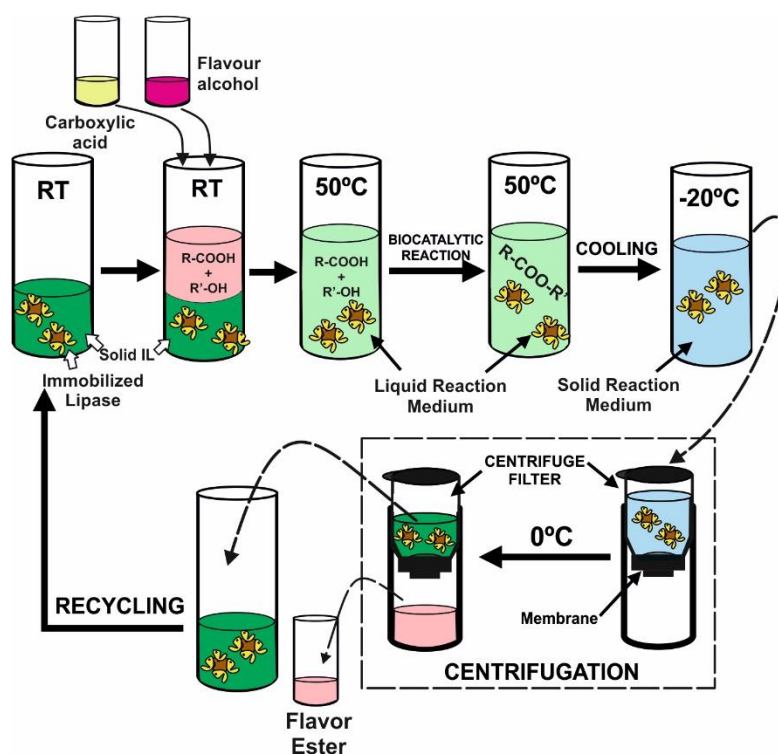 Flavour
alcohol
Carboxylic
acid
RT
RT
50ºC
50ºC
-20ºC
R-COOH
+
R'-OH
R-COOH
+
R'-OH
BIOCATALYTIC
REACTION
R-COO-R'
COOLING
Solid IL
Immobilized
Lipase
Liquid Reaction
Medium
Solid Reaction
Medium
CENTRIFUGE
FILTER
0ºC
Membrane
RECYCLING
CENTRIFUGATION
Flavor
Ester